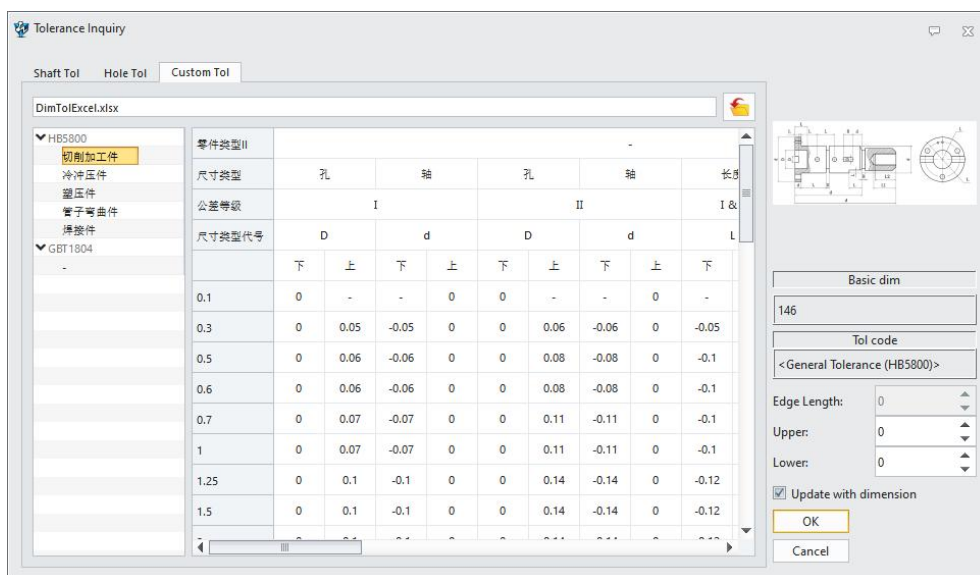 Tolerance Inquiry
Shaft Tol Hole Tol Custom Tol
DimTolExcel.xlsx
HB5800
切削加工件
冷冲压件
塑压件
管子弯曲件
焊接件
GBT1804
-
零件类型II -
尺寸类型 孔 轴 孔 轴 长度
公差等级 I II I &
尺寸类型代号 D d D d L
下 上 下 上 下 上 下 上 下
0.1 0 - - 0 0 - - 0 -
0.3 0 0.05 -0.05 0 0 0.06 -0.06 0 -0.05
0.5 0 0.06 -0.06 0 0 0.08 -0.08 0 -0.1
0.6 0 0.06 -0.06 0 0 0.08 -0.08 0 -0.1
0.7 0 0.07 -0.07 0 0 0.11 -0.11 0 -0.1
1 0 0.07 -0.07 0 0 0.11 -0.11 0 -0.1
1.25 0 0.1 -0.1 0 0 0.14 -0.14 0 -0.12
1.5 0 0.1 -0.1 0 0 0.14 -0.14 0 -0.12
Basic dim
146
Tol code
<General Tolerance (HB5800)>
Edge Length: 0
Upper: 0
Lower: 0
Update with dimension
OK
Cancel